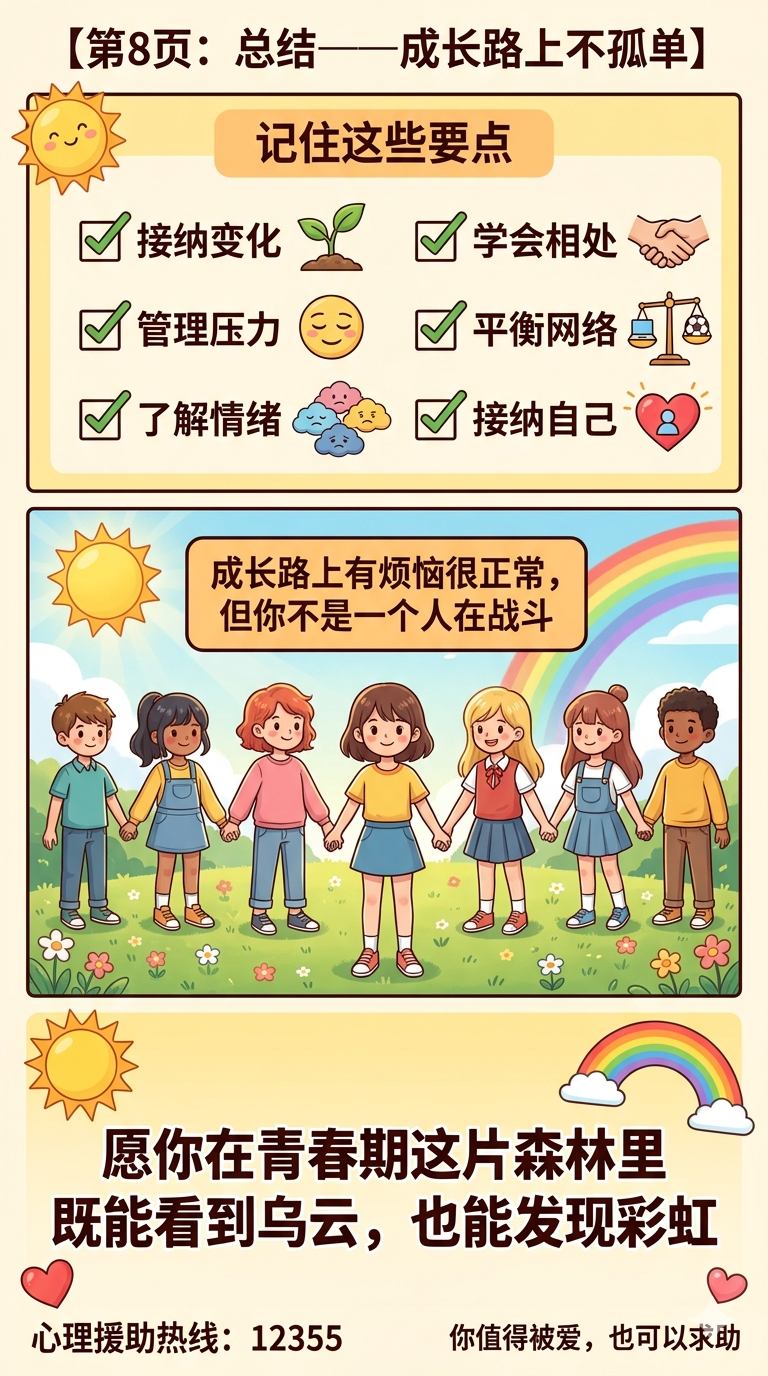 【第8页：总结——成长路上不孤单】
记住这些要点
接纳变化
学会相处
管理压力
平衡网络
了解情绪
接纳自己
成长路上有烦恼很正常，
但你不是一个人在战斗
愿你在青春期这片森林里
既能看到乌云，也能发现彩虹
心理援助热线：12355
你值得被爱，也可以求助